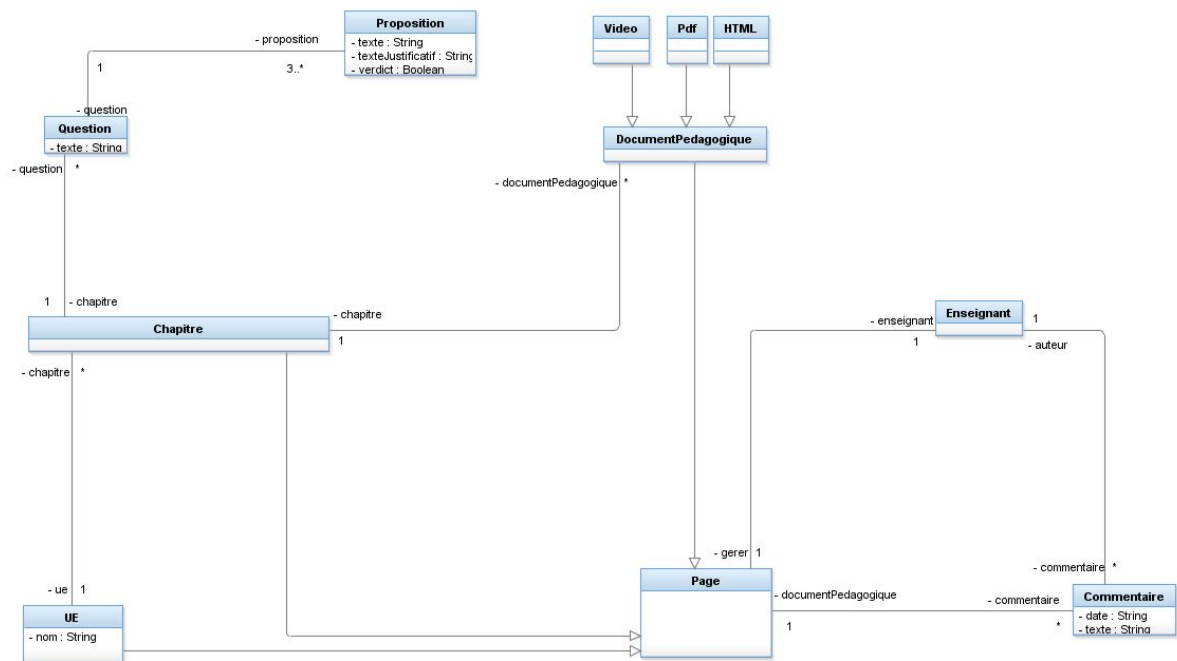 Proposition
- texte : String
- texteJustificatif : String
- verdict : Boolean
- proposition
1
3..*
- question
Question
- texte : String
- question *
Video
Pdf
HTML
DocumentPedagogique
- documentPedagogique *
1 - chapitre
Chapitre
- chapitre
1
- chapitre *
Enseignant
- enseignant
1
1
- auteur
- ue 1
UE
- nom : String
- gerer 1
Page
- documentPedagogique
1
- commentaire
*
- commentaire *
Commentaire
- date : String
- texte : String